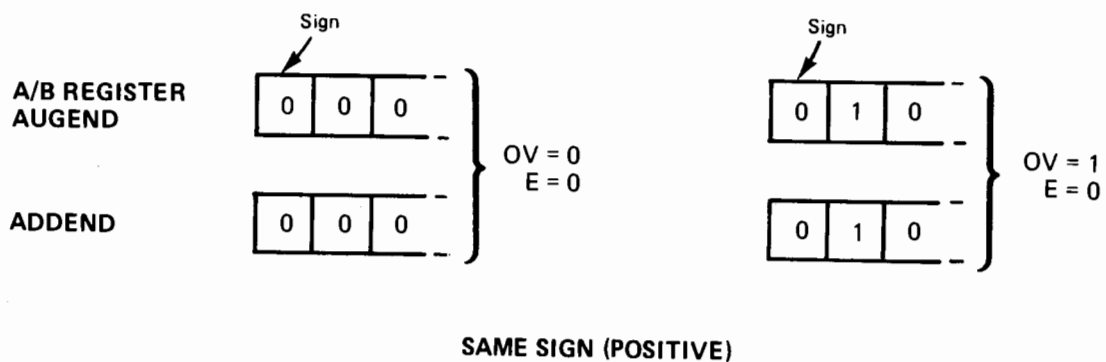 Sign
Sign
A/B REGISTER
AUGEND
0 0 0
OV = 0
E = 0
0 1 0
OV = 1
E = 0
ADDEND
0 0 0
0 1 0
SAME SIGN (POSITIVE)